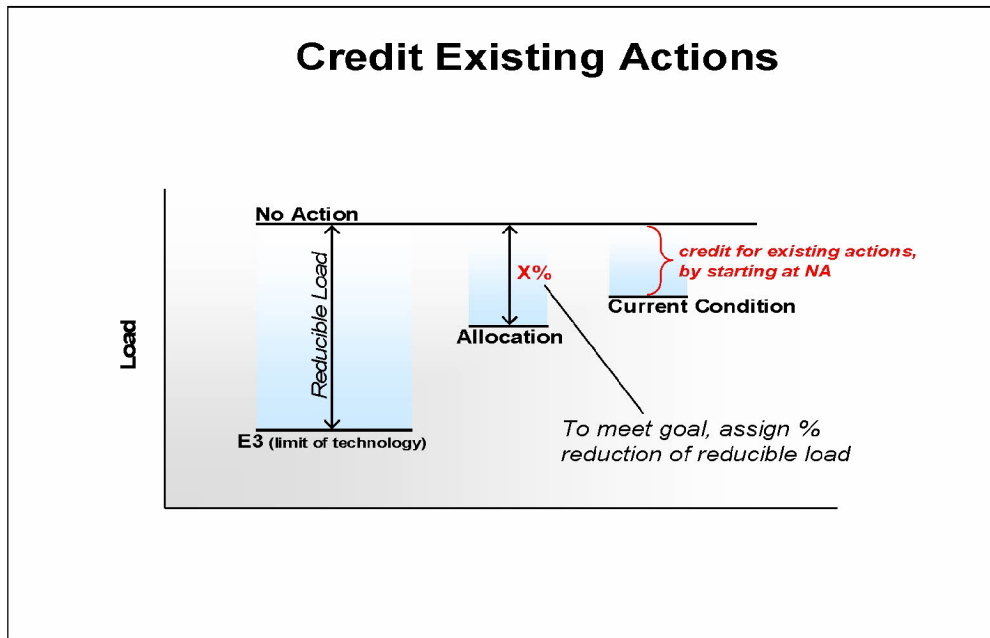 Credit Existing Actions
No Action
Reducible Load
X%
credit for existing actions,
by starting at NA
Current Condition
Allocation
Load
E3 (limit of technology)
To meet goal, assign %
reduction of reducible load